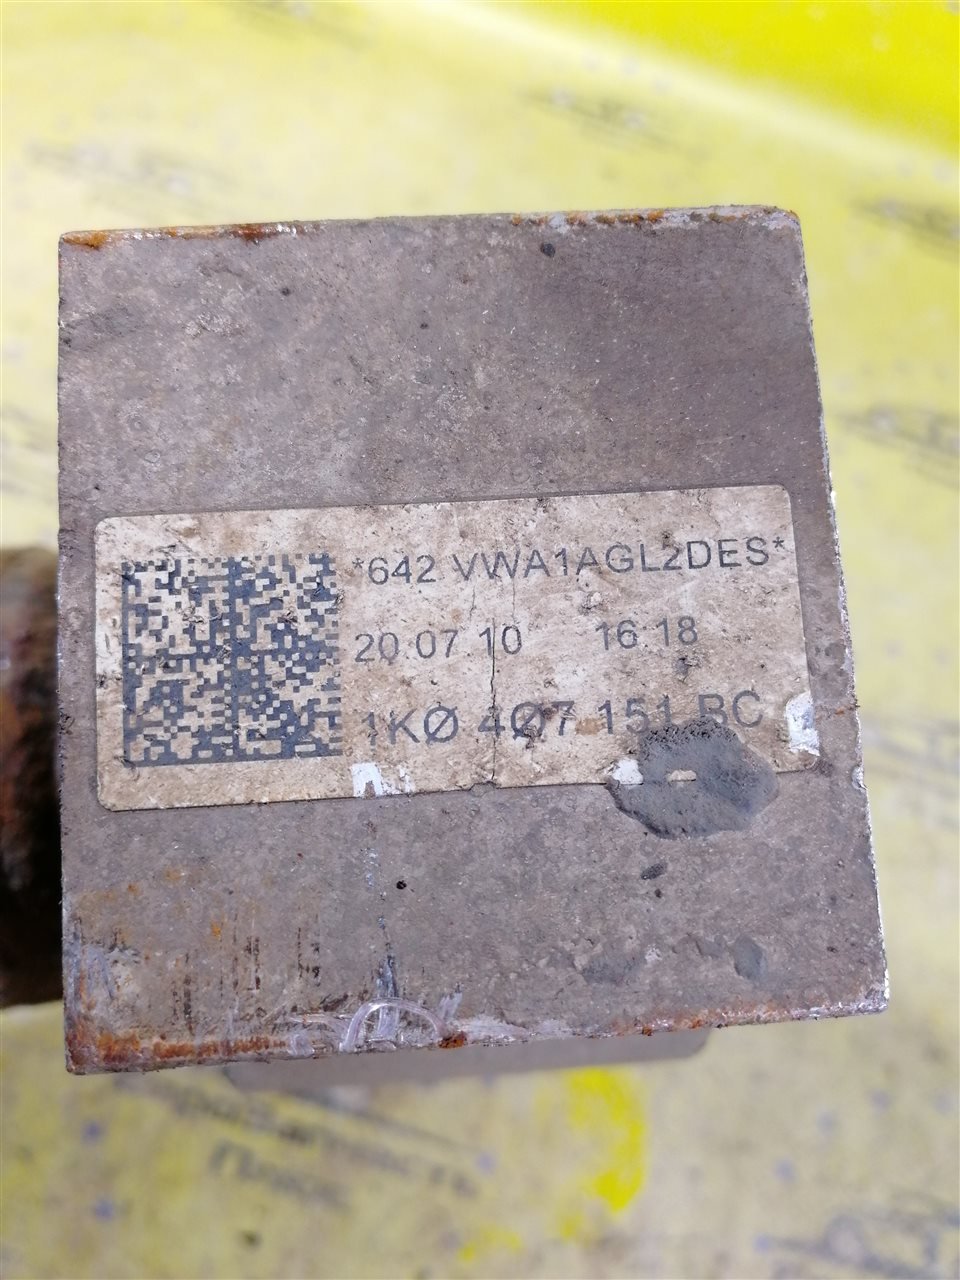 *642 VWA1AGL2DES*
20.07.10 16:18
1KØ 4Ø7 151 BC